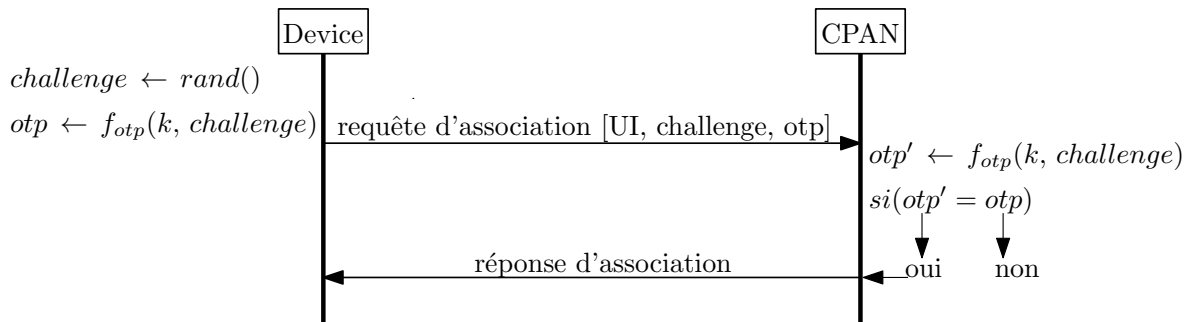 Device
CPAN
challenge ← rand()
otp ← f_otp(k, challenge)
requête d'association [UI, challenge, otp]
otp′ ← f_otp(k, challenge)
si(otp′ = otp)
réponse d'association
oui
non